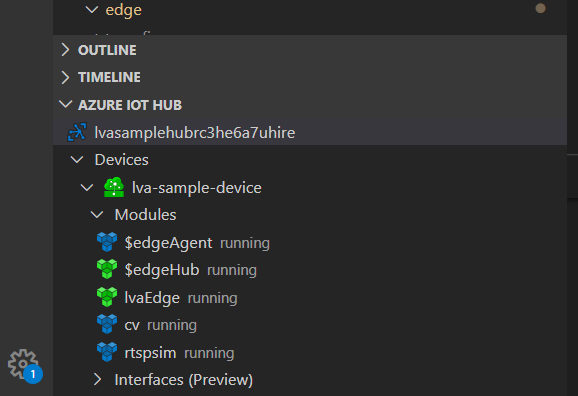 edge
OUTLINE
TIMELINE
AZURE IOT HUB
lvasamplehubrc3he6a7uhire
Devices
lva-sample-device
Modules
$edgeAgent running
$edgeHub running
lvaEdge running
cv running
rtspsim running
Interfaces (Preview)
1